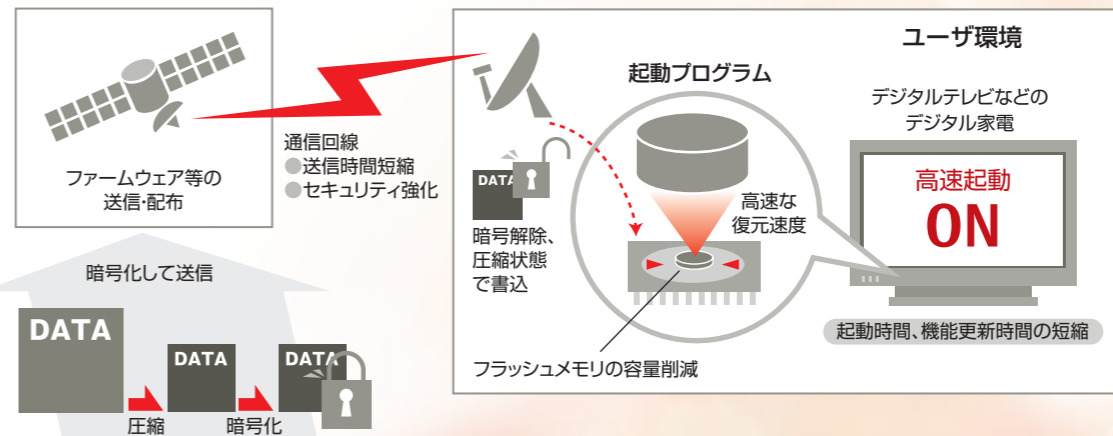 ファームウェア等の
送信・配布
通信回線
●送信時間短縮
●セキュリティ強化
暗号化して送信
DATA
DATA
DATA
圧縮
暗号化
ユーザ環境
起動プログラム
DATA
暗号解除、
圧縮状態
で書込
高速な
復元速度
フラッシュメモリの容量削減
デジタルテレビなどの
デジタル家電
高速起動
ON
起動時間、機能更新時間の短縮